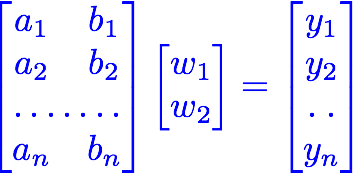 a₁ b₁
a₂ b₂
.......
aₙ bₙ
w₁
w₂
=
y₁
y₂
..
yₙ